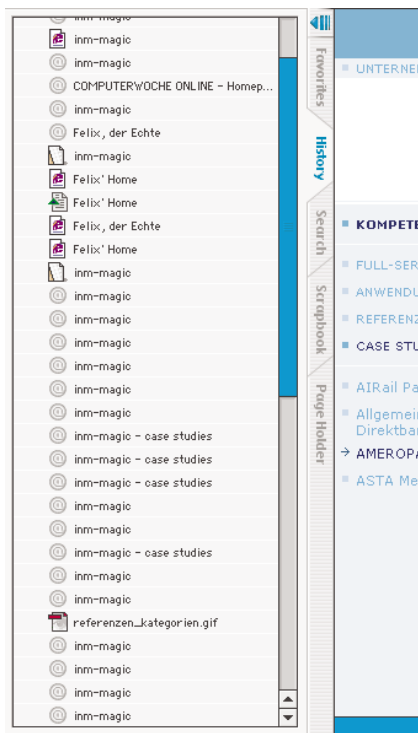 inm-magic
inm-magic
inm-magic
COMPUTERWOCHE ONLINE - Homep...
inm-magic
Felix, der Echte
inm-magic
Felix' Home
Felix' Home
Felix, der Echte
Felix' Home
inm-magic
inm-magic
inm-magic
inm-magic
inm-magic
inm-magic
inm-magic
inm-magic - case studies
inm-magic - case studies
inm-magic - case studies
inm-magic
inm-magic
inm-magic - case studies
inm-magic
inm-magic
referenzen_kategorien.gif
inm-magic
inm-magic
inm-magic
inm-magic
Favorites
History
Search
Scrapbook
Page Holder
UNTERNE
KOMPETE
FULL-SER
ANWENDU
REFERENZ
CASE STU
AIRail Pa
Allgemei
Direktba
AMEROPA
ASTA Me